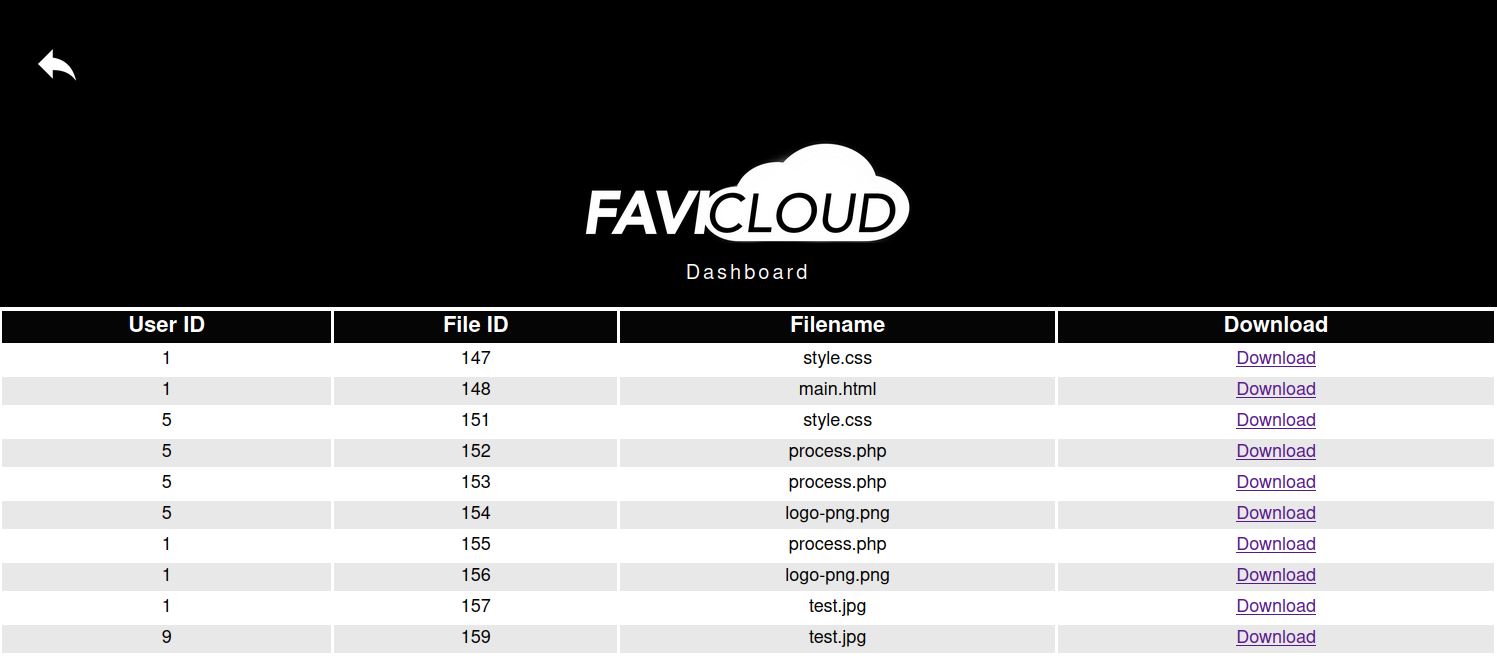 FAVICLOUD
Dashboard
User ID File ID Filename Download
1 147 style.css Download
1 148 main.html Download
5 151 style.css Download
5 152 process.php Download
5 153 process.php Download
5 154 logo-png.png Download
1 155 process.php Download
1 156 logo-png.png Download
1 157 test.jpg Download
9 159 test.jpg Download